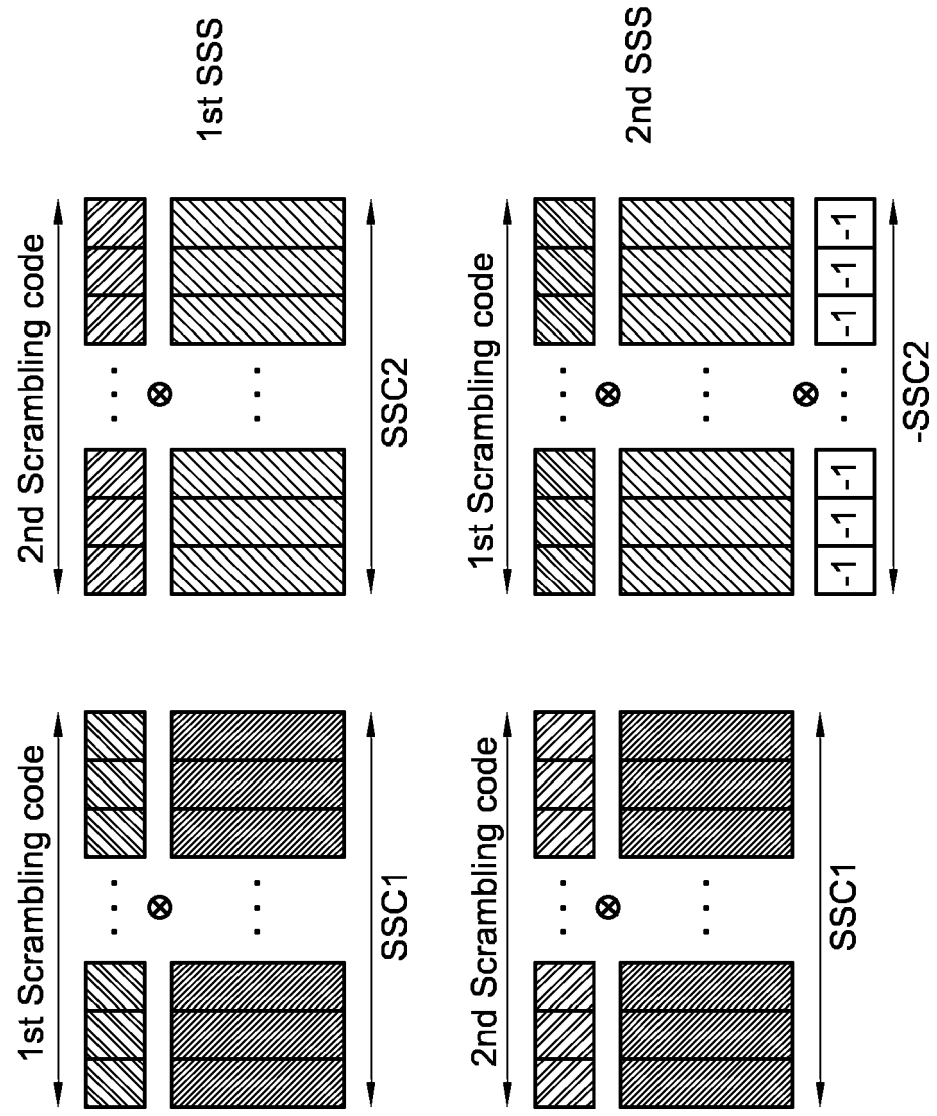 1st Scrambling code
2nd Scrambling code
1st SSS
SSC1
SSC2
2nd Scrambling code
1st Scrambling code
2nd SSS
SSC1
-1 -1 -1 ... -1 -1 -1
-SSC2